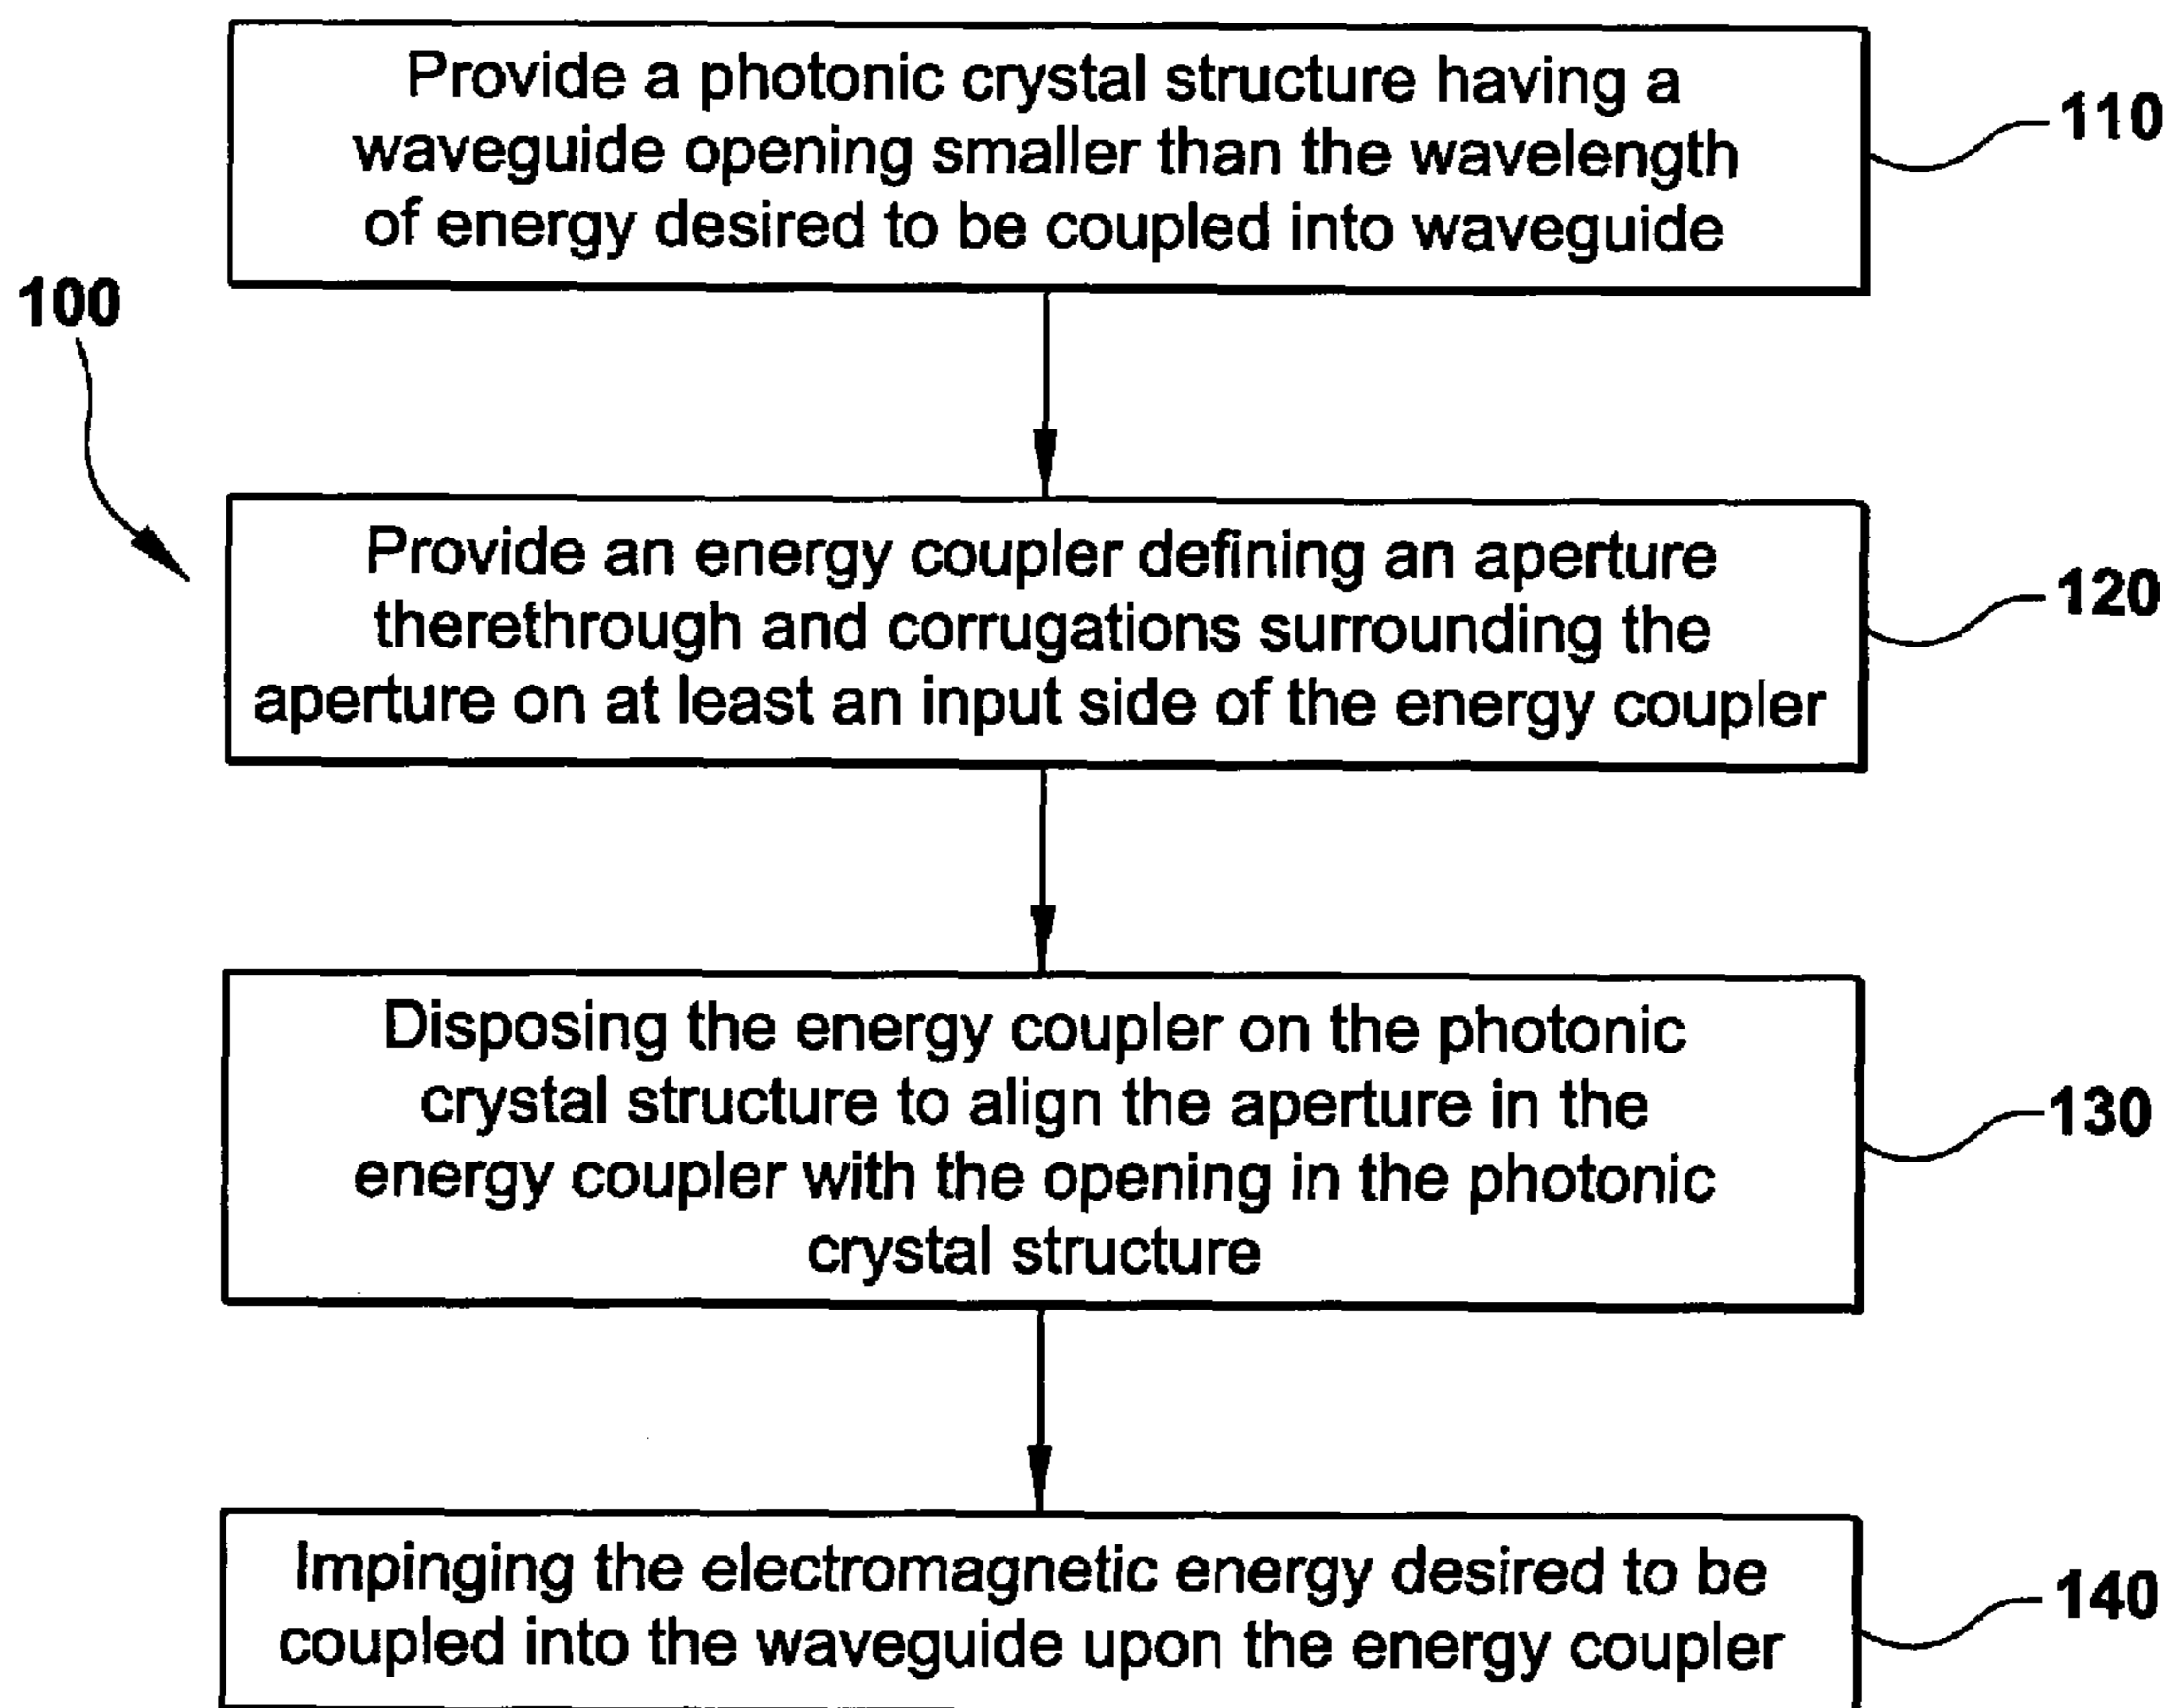 Provide a photonic crystal structure having a
waveguide opening smaller than the wavelength
of energy desired to be coupled into waveguide
110
100
Provide an energy coupler defining an aperture
therethrough and corrugations surrounding the
aperture on at least an input side of the energy coupler
120
Disposing the energy coupler on the photonic
crystal structure to align the aperture in the
energy coupler with the opening in the photonic
crystal structure
130
Impinging the electromagnetic energy desired to be
coupled into the waveguide upon the energy coupler
140